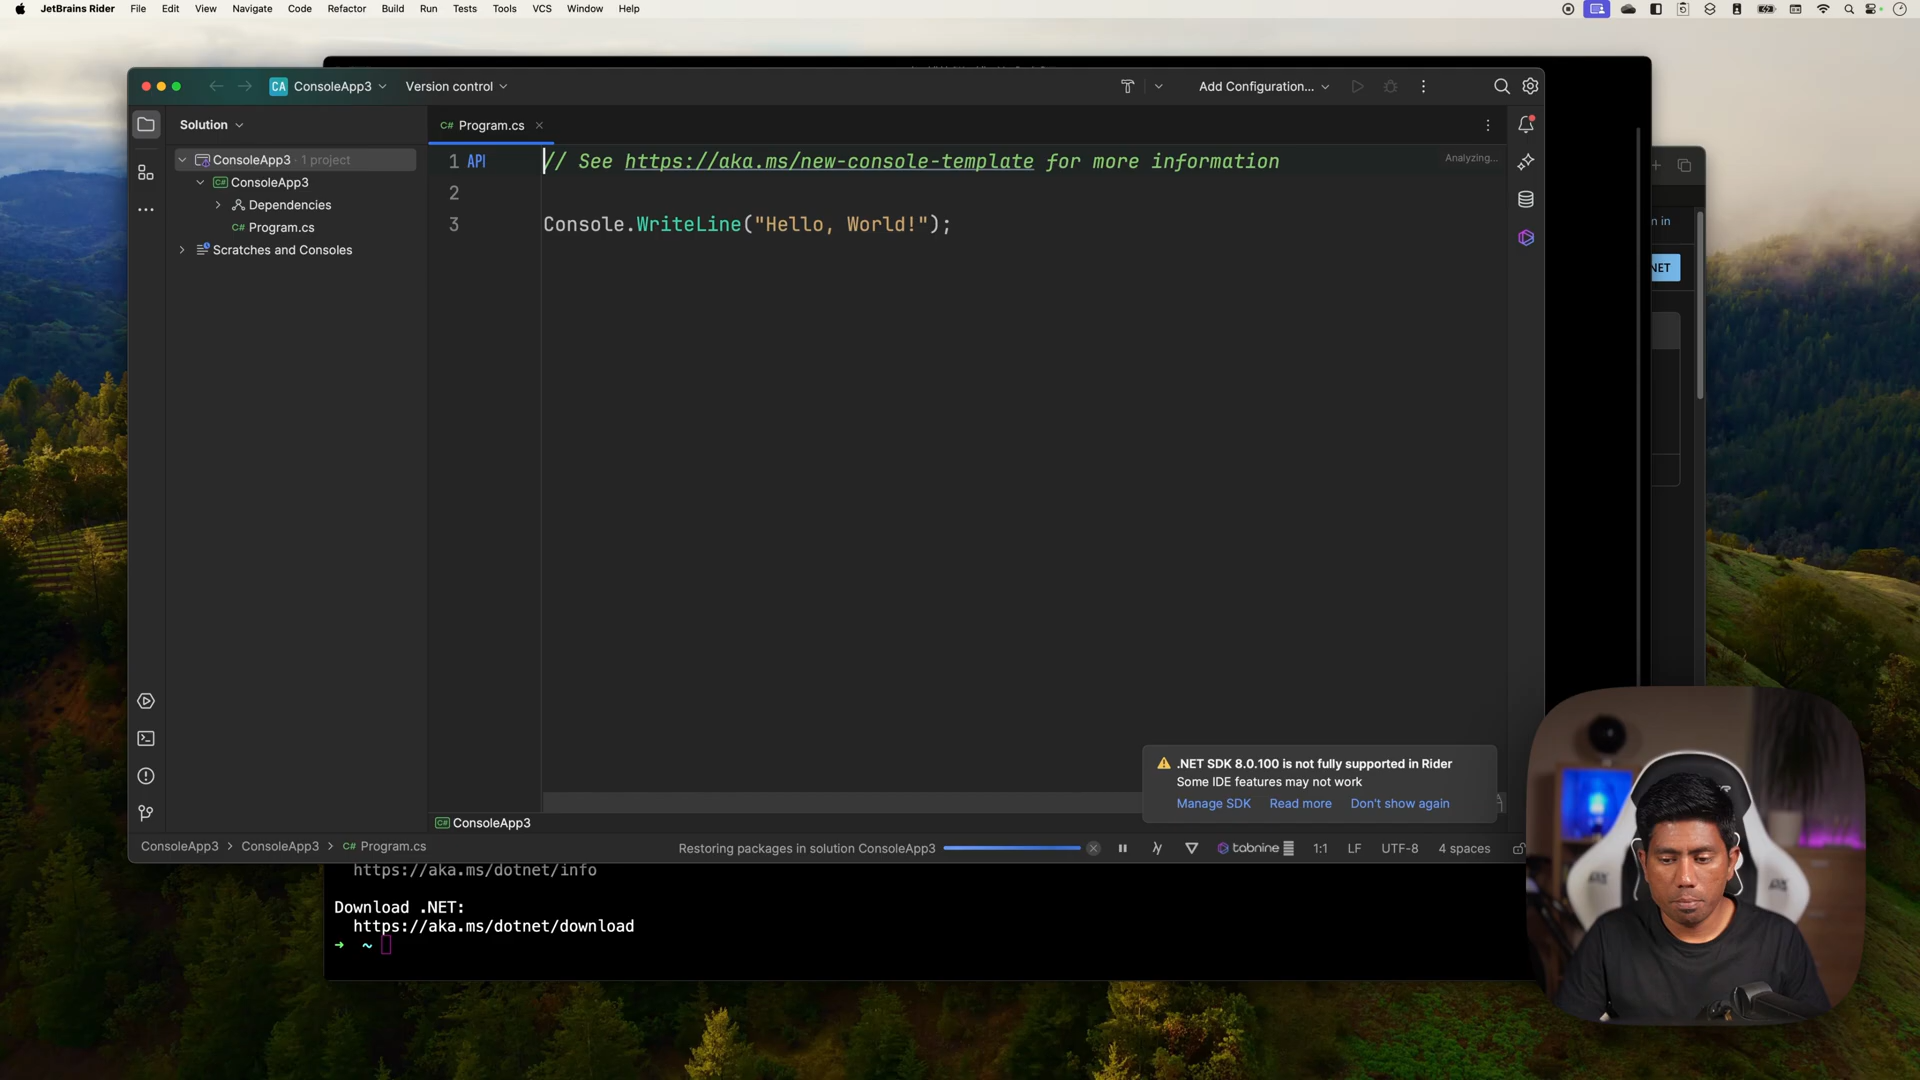 JetBrains Rider File Edit View Navigate Code Refactor Build Run Tests Tools VCS Window Help
CA ConsoleApp3 Version control Add Configuration...
Solution
C# Program.cs
ConsoleApp3 · 1 project
ConsoleApp3
Dependencies
Program.cs
Scratches and Consoles
1 API // See https://aka.ms/new-console-template for more information
Analyzing...
2
3 Console.WriteLine("Hello, World!");
n in
NET
.NET SDK 8.0.100 is not fully supported in Rider
Some IDE features may not work
Manage SDK Read more Don't show again
C# ConsoleApp3
ConsoleApp3 > ConsoleApp3 > C# Program.cs
Restoring packages in solution ConsoleApp3
tabnine 1:1 LF UTF-8 4 spaces
https://aka.ms/dotnet/info
Download .NET:
https://aka.ms/dotnet/download
➜ ~